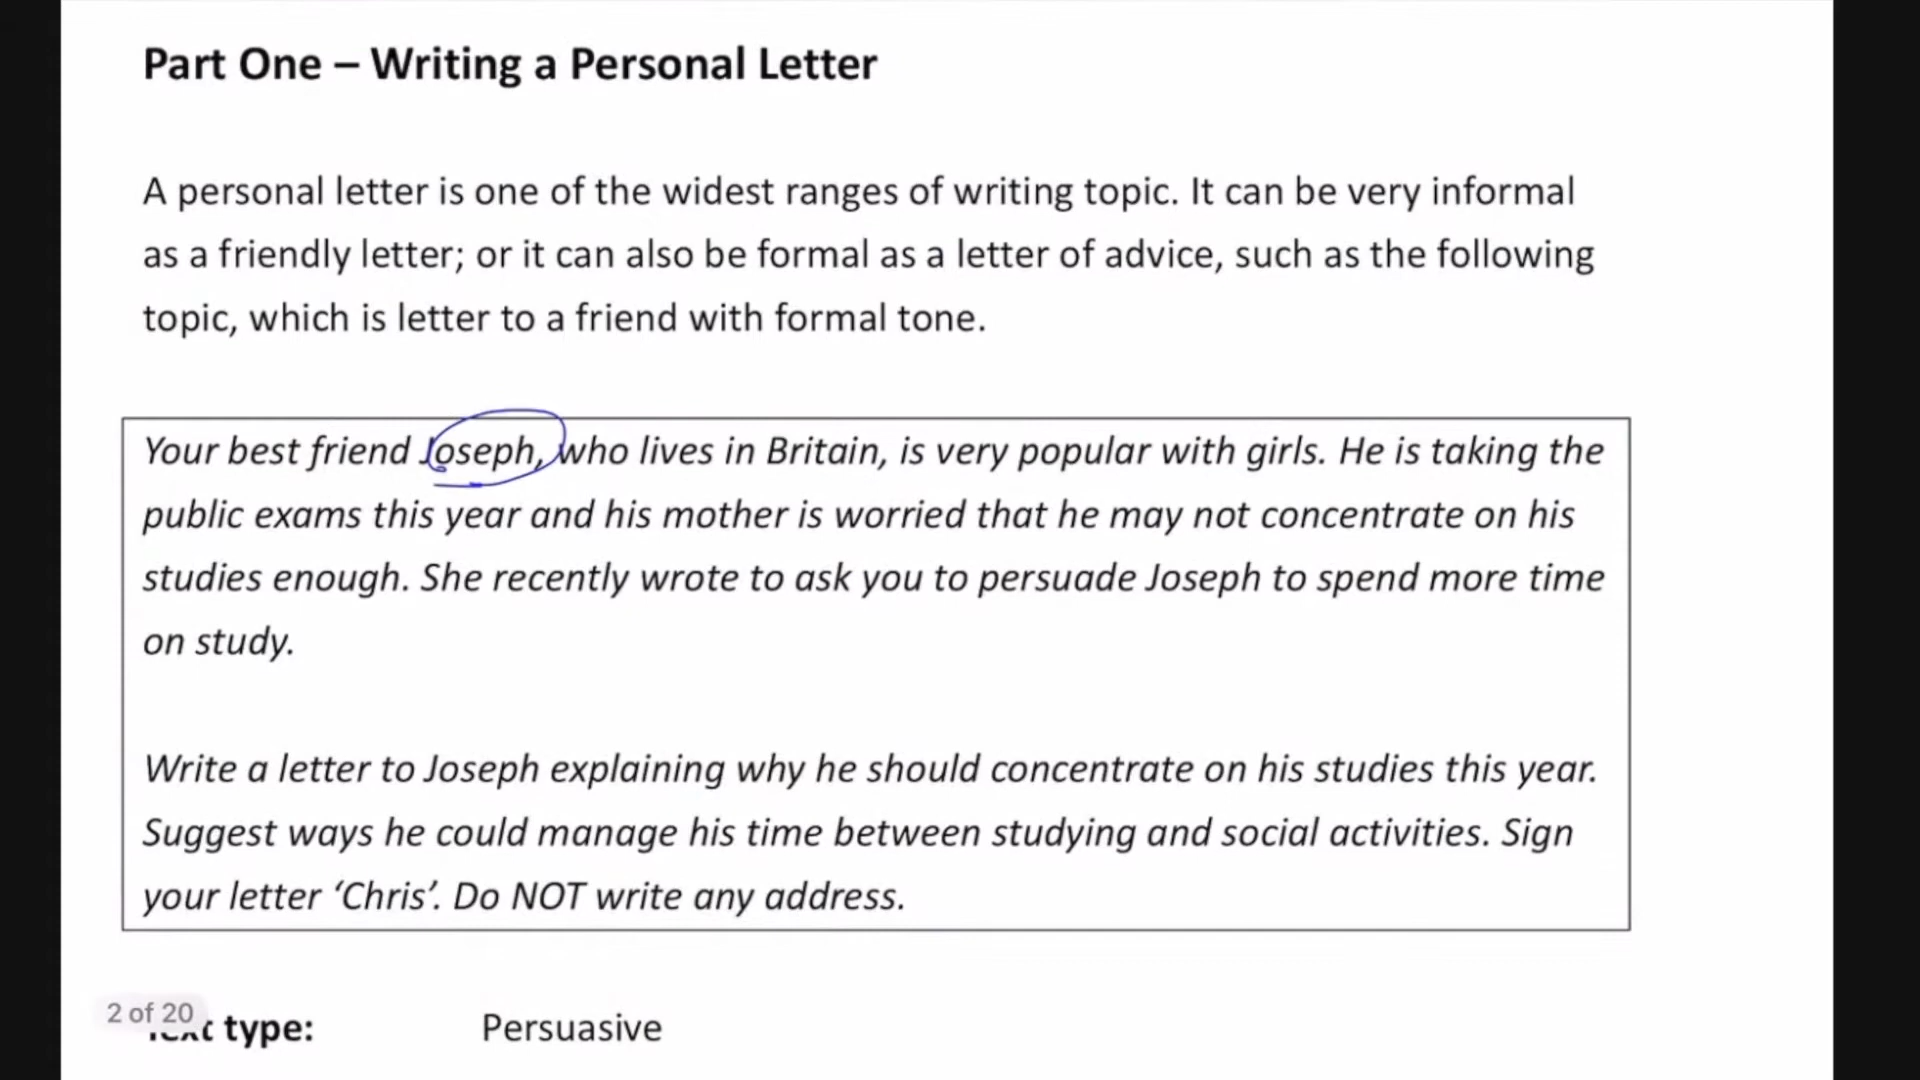 Part One – Writing a Personal Letter
A personal letter is one of the widest ranges of writing topic. It can be very informal
as a friendly letter; or it can also be formal as a letter of advice, such as the following
topic, which is letter to a friend with formal tone.
Your best friend Joseph, who lives in Britain, is very popular with girls. He is taking the
public exams this year and his mother is worried that he may not concentrate on his
studies enough. She recently wrote to ask you to persuade Joseph to spend more time
on study.
Write a letter to Joseph explaining why he should concentrate on his studies this year.
Suggest ways he could manage his time between studying and social activities. Sign
your letter ‘Chris’. Do NOT write any address.
2 of 20
Text type: Persuasive